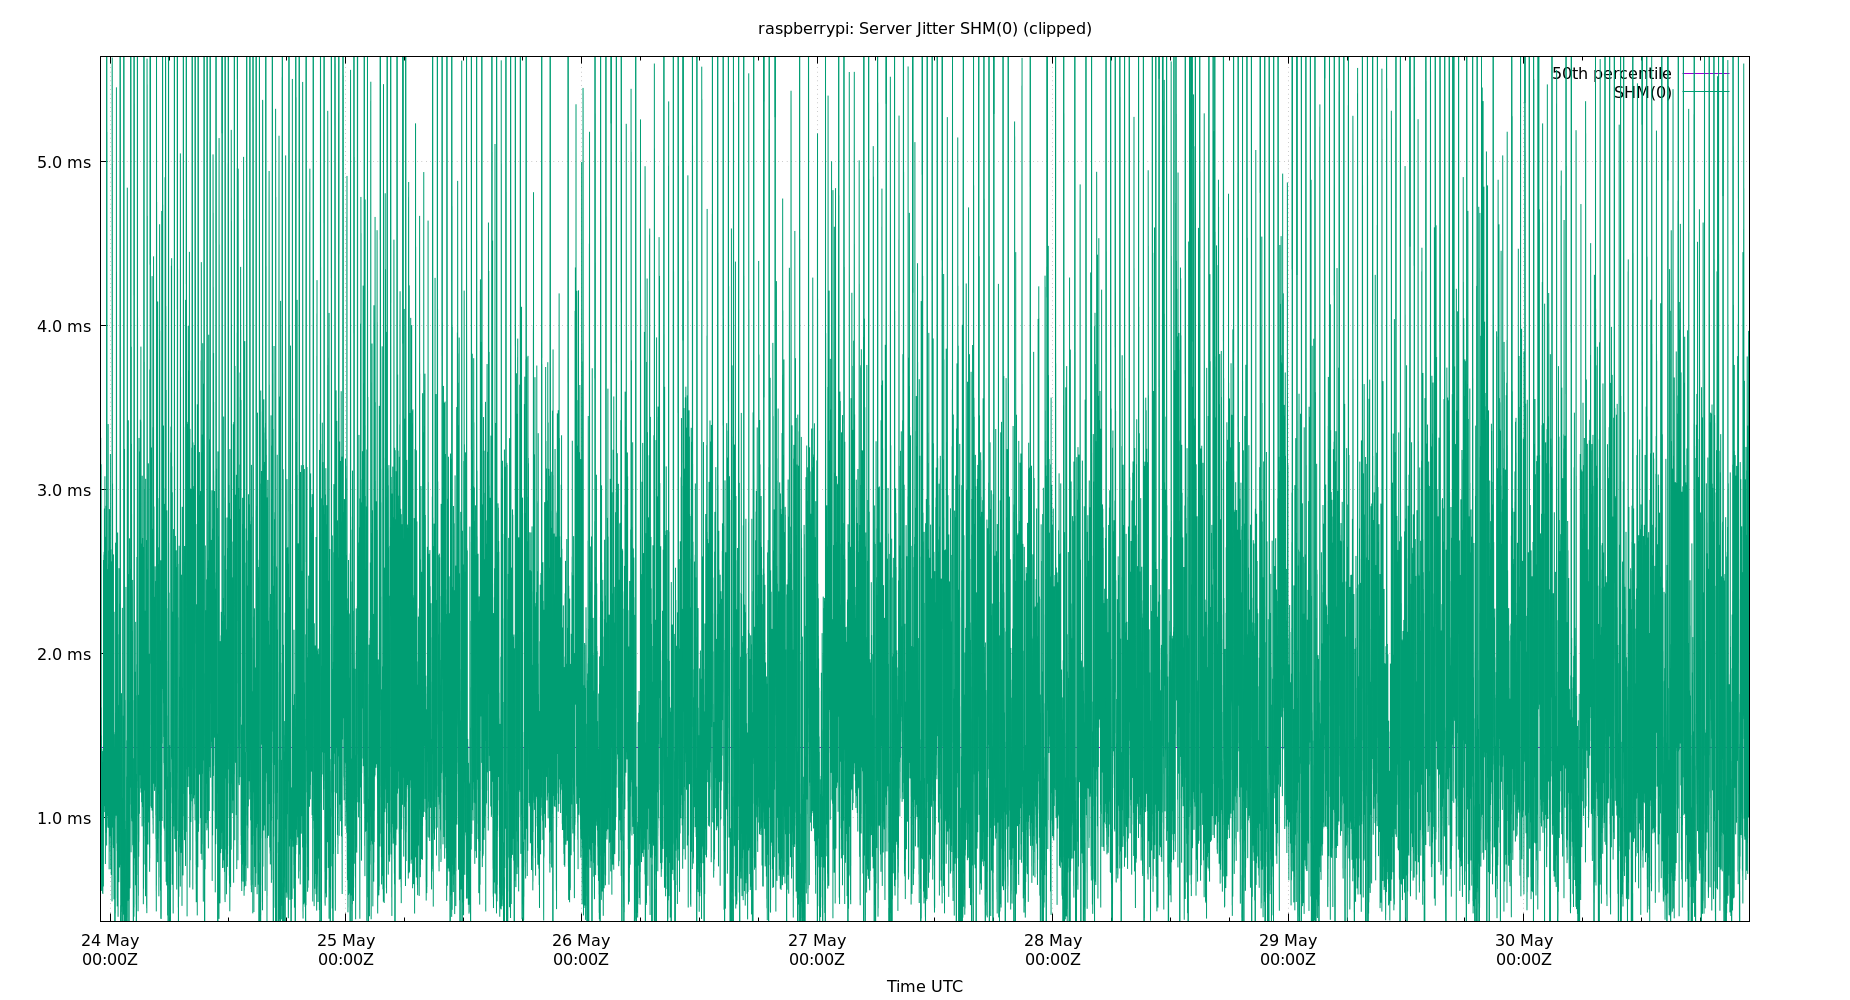 raspberrypi: Server Jitter SHM(0) (clipped)
50th percentile
SHM(0)
5.0 ms
4.0 ms
3.0 ms
2.0 ms
1.0 ms
24 May 25 May 26 May 27 May 28 May 29 May 30 May
00:00Z 00:00Z 00:00Z 00:00Z 00:00Z 00:00Z 00:00Z
Time UTC